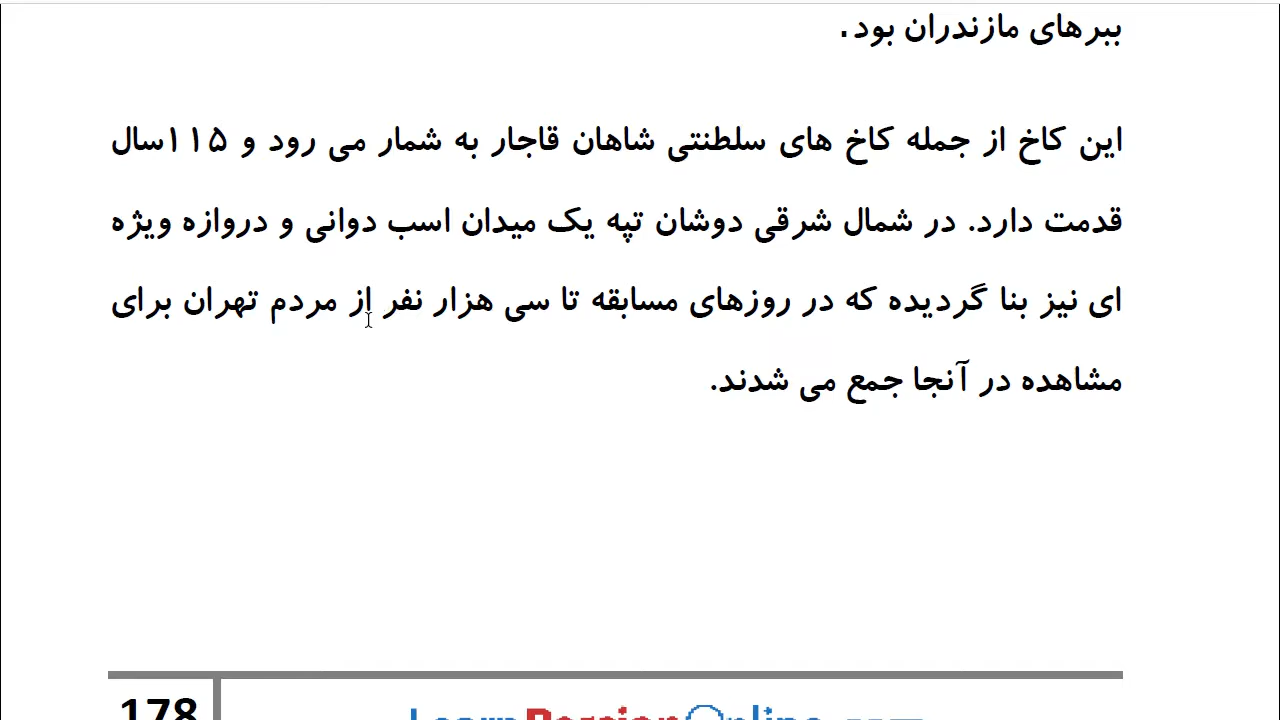 ببرهای مازندران بود.
این کاخ از جمله کاخ های سلطنتی شاهان قاجار به شمار می رود و ۱۱۵سال
قدمت دارد. در شمال شرقی دوشان تپه یک میدان اسب دوانی و دروازه ویژه
ای نیز بنا گردیده که در روزهای مسابقه تا سی هزار نفر از مردم تهران برای
مشاهده در آنجا جمع می شدند.
178
LearnPersianOnline